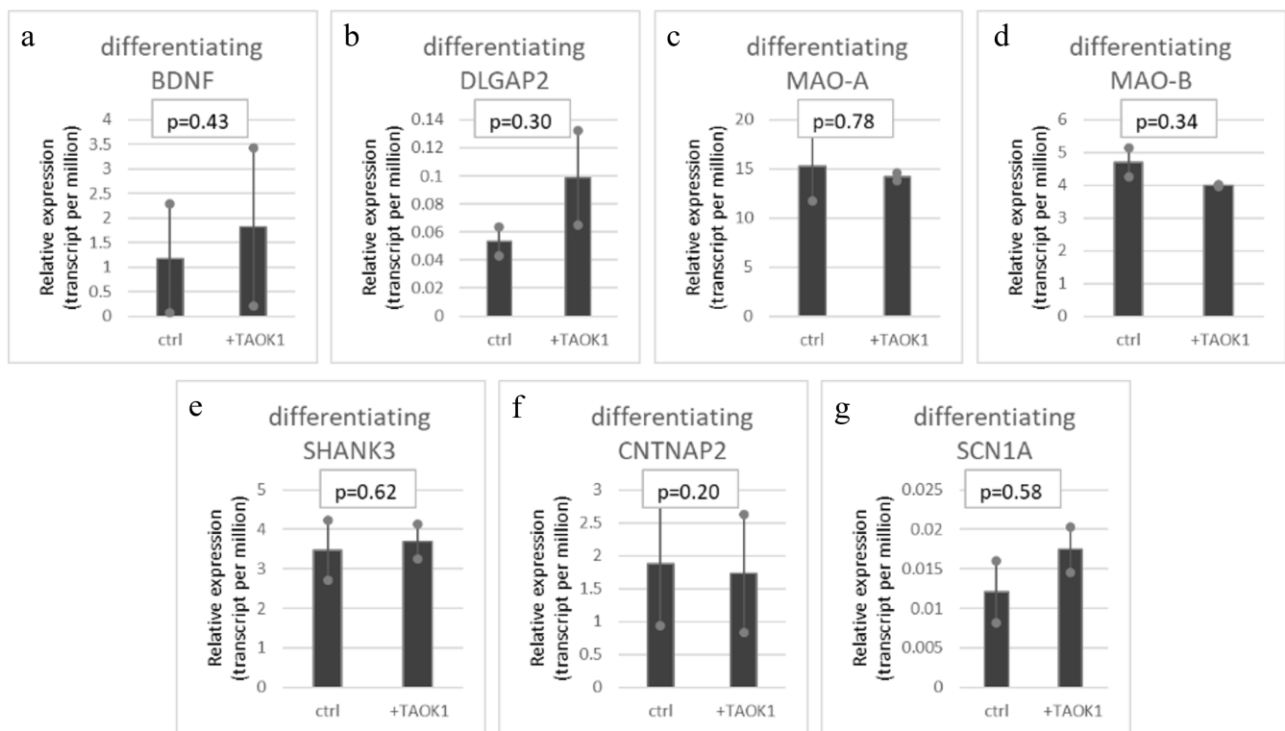 a
differentiating
BDNF
p=0.43
Relative expression
(transcript per million)
4
3.5
3
2.5
2
1.5
1
0.5
0
ctrl
+TAOK1
b
differentiating
DLGAP2
p=0.30
Relative expression
(transcript per million)
0.14
0.12
0.1
0.08
0.06
0.04
0.02
0
ctrl
+TAOK1
c
differentiating
MAO-A
p=0.78
Relative expression
(transcript per million)
20
15
10
5
0
ctrl
+TAOK1
d
differentiating
MAO-B
p=0.34
Relative expression
(transcript per million)
6
5
4
3
2
1
0
ctrl
+TAOK1
e
differentiating
SHANK3
p=0.62
Relative expression
(transcript per million)
5
4
3
2
1
0
ctrl
+TAOK1
f
differentiating
CNTNAP2
p=0.20
Relative expression
(transcript per million)
3
2.5
2
1.5
1
0.5
0
ctrl
+TAOK1
g
differentiating
SCN1A
p=0.58
Relative expression
(transcript per million)
0.025
0.02
0.015
0.01
0.005
0
ctrl
+TAOK1